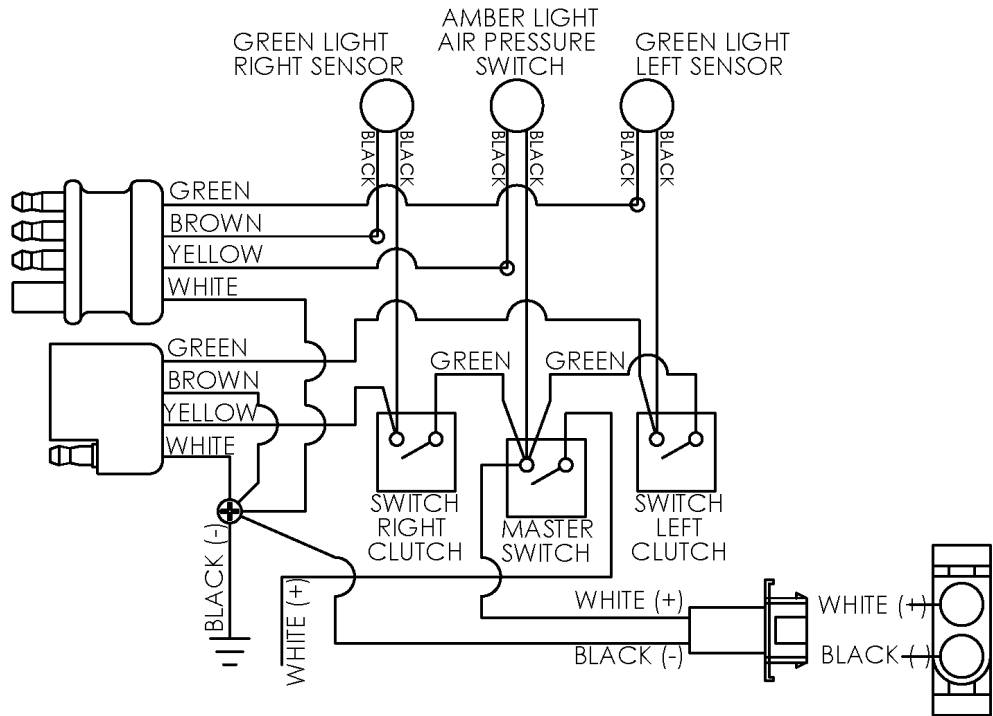 AMBER LIGHT
AIR PRESSURE
SWITCH
GREEN LIGHT
RIGHT SENSOR
GREEN LIGHT
LEFT SENSOR
BLACK
BLACK
BLACK
BLACK
BLACK
BLACK
GREEN
BROWN
YELLOW
WHITE
GREEN
BROWN
YELLOW
WHITE
GREEN
GREEN
SWITCH
RIGHT
CLUTCH
MASTER
SWITCH
SWITCH
LEFT
CLUTCH
BLACK (-)
WHITE (+)
WHITE (+)
BLACK (-)
WHITE (+)
BLACK (-)